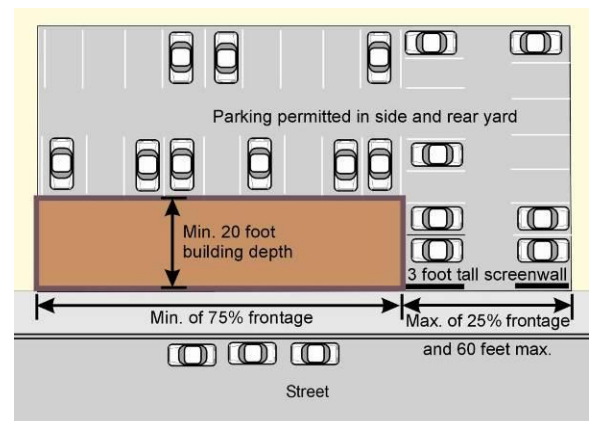 Parking permitted in side and rear yard
Min. 20 foot
building depth
3 foot tall screenwall
Min. of 75% frontage
Max. of 25% frontage
and 60 feet max.
Street